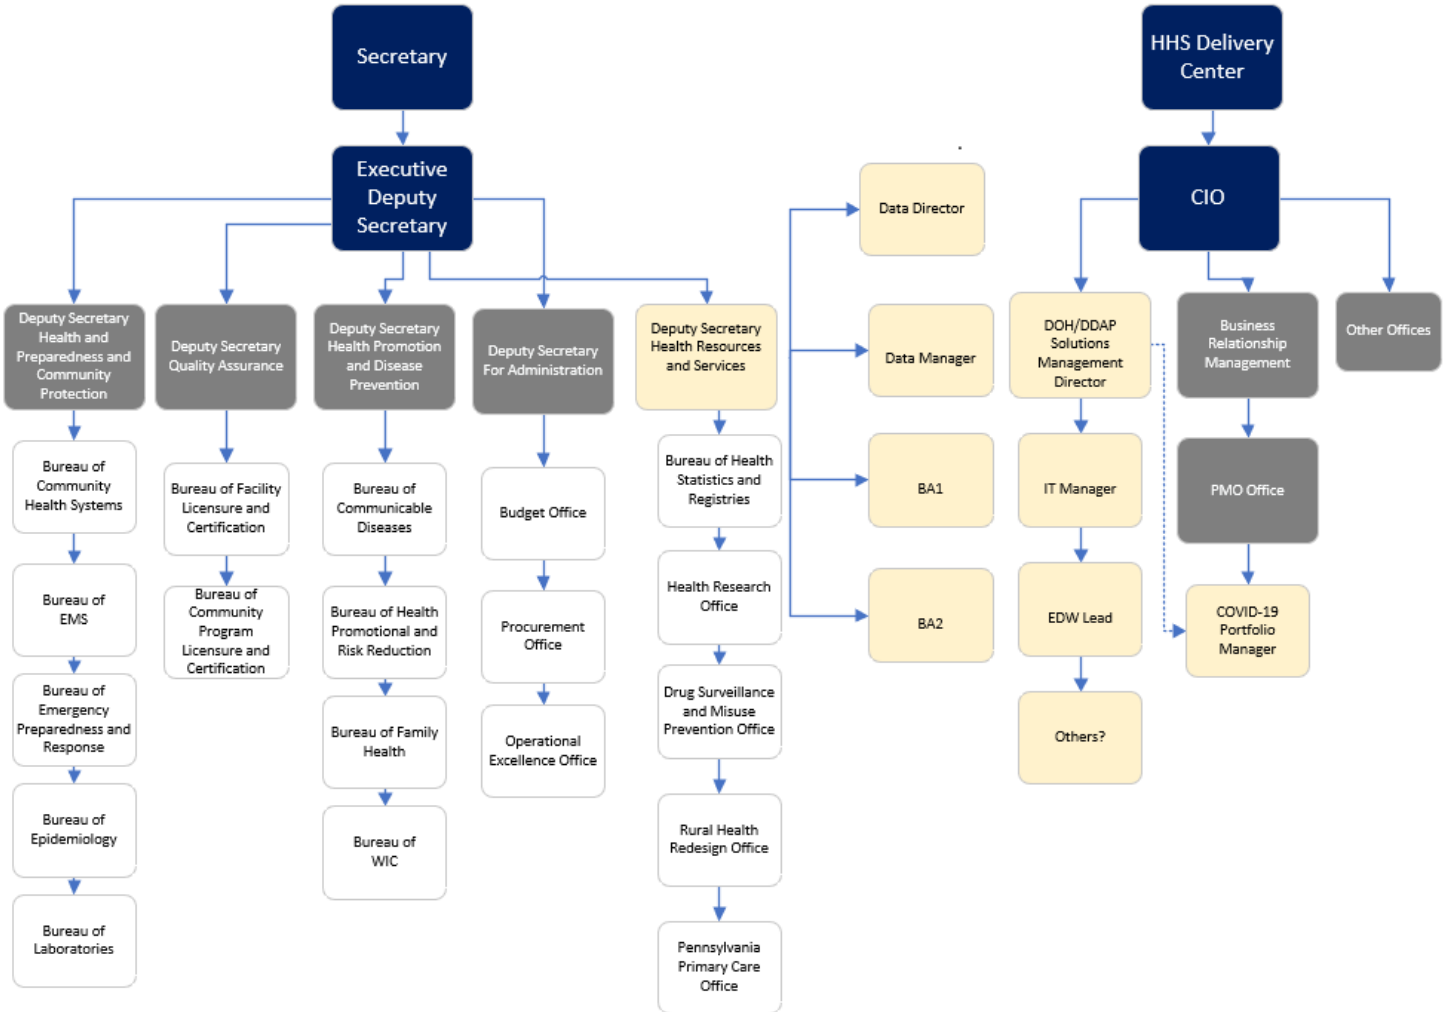 Secretary
HHS Delivery
Center
Executive
Deputy
Secretary
CIO
Data Director
Deputy Secretary
Health and
Preparedness and
Community
Protection
Deputy Secretary
Quality Assurance
Deputy Secretary
Health Promotion
and Disease
Prevention
Deputy Secretary
For Administration
Deputy Secretary
Health Resources
and Services
Data Manager
DOH/DDAP
Solutions
Management
Director
Business
Relationship
Management
Other Offices
Bureau of
Community
Health Systems
Bureau of Facility
Licensure and
Certification
Bureau of
Communicable
Diseases
Budget Office
Bureau of Health
Statistics and
Registries
BA1
IT Manager
PMO Office
Bureau of
EMS
Bureau of
Community
Program
Licensure and
Certification
Bureau of Health
Promotional and
Risk Reduction
Procurement
Office
Health Research
Office
BA2
EDW Lead
COVID-19
Portfolio
Manager
Bureau of
Emergency
Preparedness and
Response
Bureau of Family
Health
Operational
Excellence Office
Drug Surveillance
and Misuse
Prevention Office
Others?
Bureau of
Epidemiology
Bureau of
WIC
Rural Health
Redesign Office
Bureau of
Laboratories
Pennsylvania
Primary Care
Office